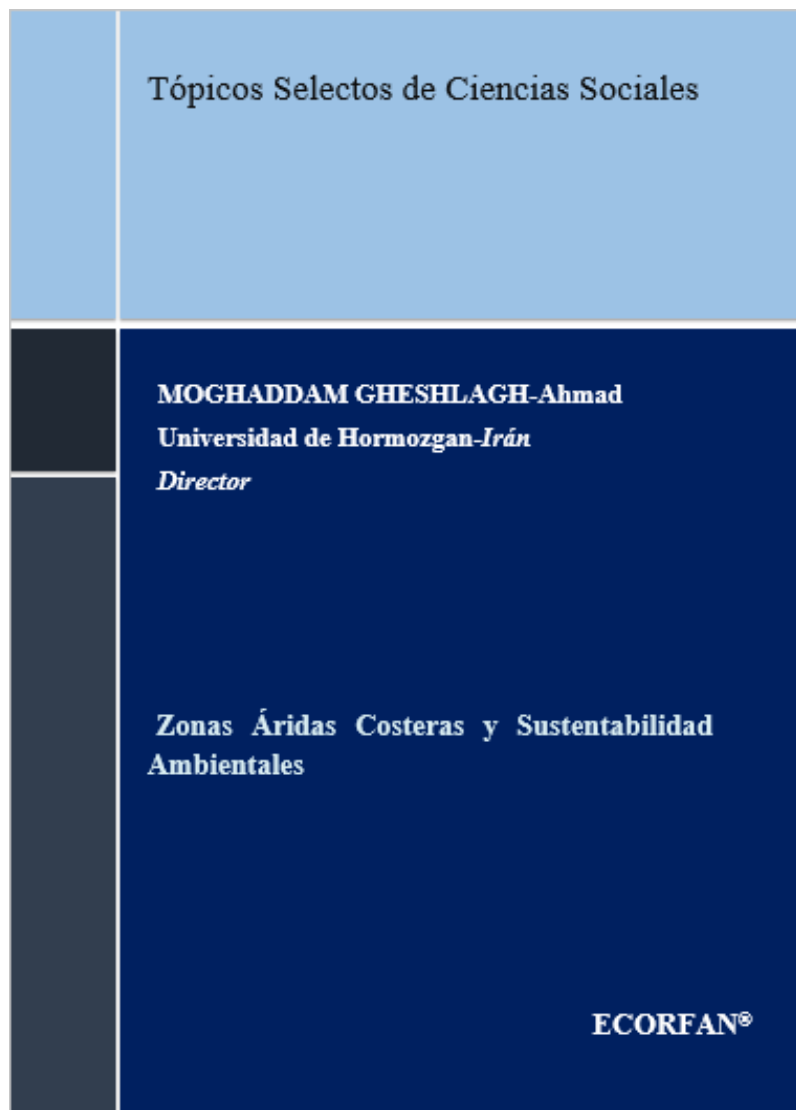 Tópicos Selectos de Ciencias Sociales
MOGHADDAM GHESHLAGH-Ahmad
Universidad de Hormozgan-Irán
Director
Zonas Áridas Costeras y Sustentabilidad
Ambientales
ECORFAN®